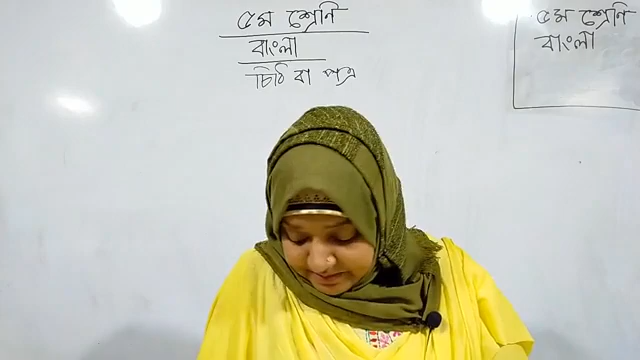 ৫ম শ্রেণি
বাংলা
চিঠি বা পত্র
৫ম শ্রেণি
বাংলা